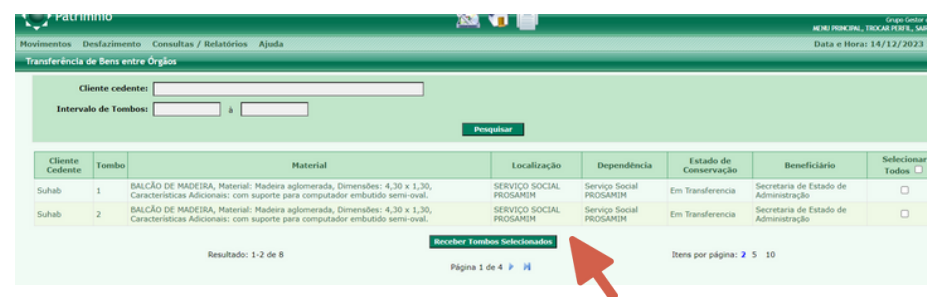 Patrimnio
Grupo Gestor
MENU PRINCIPAL, TROCAR PERFIL, SAIR
Movimentos Desfazimento Consultas / Relatórios Ajuda Data e Hora: 14/12/2023
Transferência de Bens entre Órgãos
Cliente cedente:
Intervalo de Tombos: à
Pesquisar
Cliente Cedente Tombo Material Localização Dependência Estado de Conservação Beneficiário Selecionar Todos
Suhab 1 BALCÃO DE MADEIRA, Material: Madeira aglomerada, Dimensões: 4,30 x 1,30, Características Adicionais: com suporte para computador embutido semi-oval. SERVIÇO SOCIAL PROSAMIM Serviço Social PROSAMIM Em Transferencia Secretaria de Estado de Administração
Suhab 2 BALCÃO DE MADEIRA, Material: Madeira aglomerada, Dimensões: 4,30 x 1,30, Características Adicionais: com suporte para computador embutido semi-oval. SERVIÇO SOCIAL PROSAMIM Serviço Social PROSAMIM Em Transferencia Secretaria de Estado de Administração
Receber Tombos Selecionados
Resultado: 1-2 de 8 Itens por página: 2 5 10
Página 1 de 4